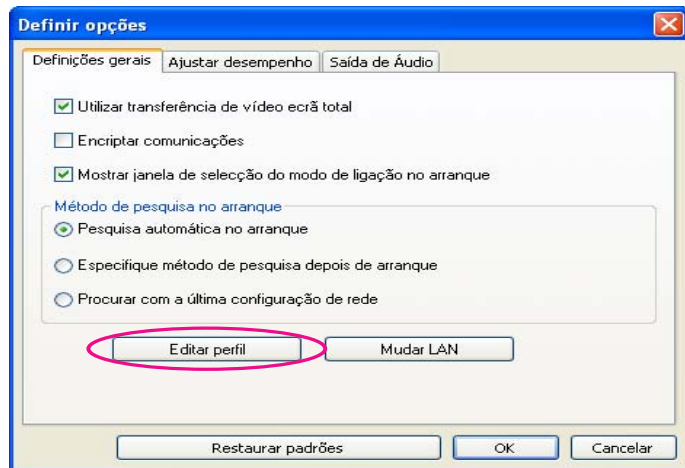 Definir opções
Definições gerais Ajustar desempenho Saída de Áudio
Utilizar transferência de vídeo ecrã total
Encriptar comunicações
Mostrar janela de selecção do modo de ligação no arranque
Método de pesquisa no arranque
Pesquisa automática no arranque
Especifique método de pesquisa depois de arranque
Procurar com a última configuração de rede
Editar perfil Mudar LAN
Restaurar padrões OK Cancelar